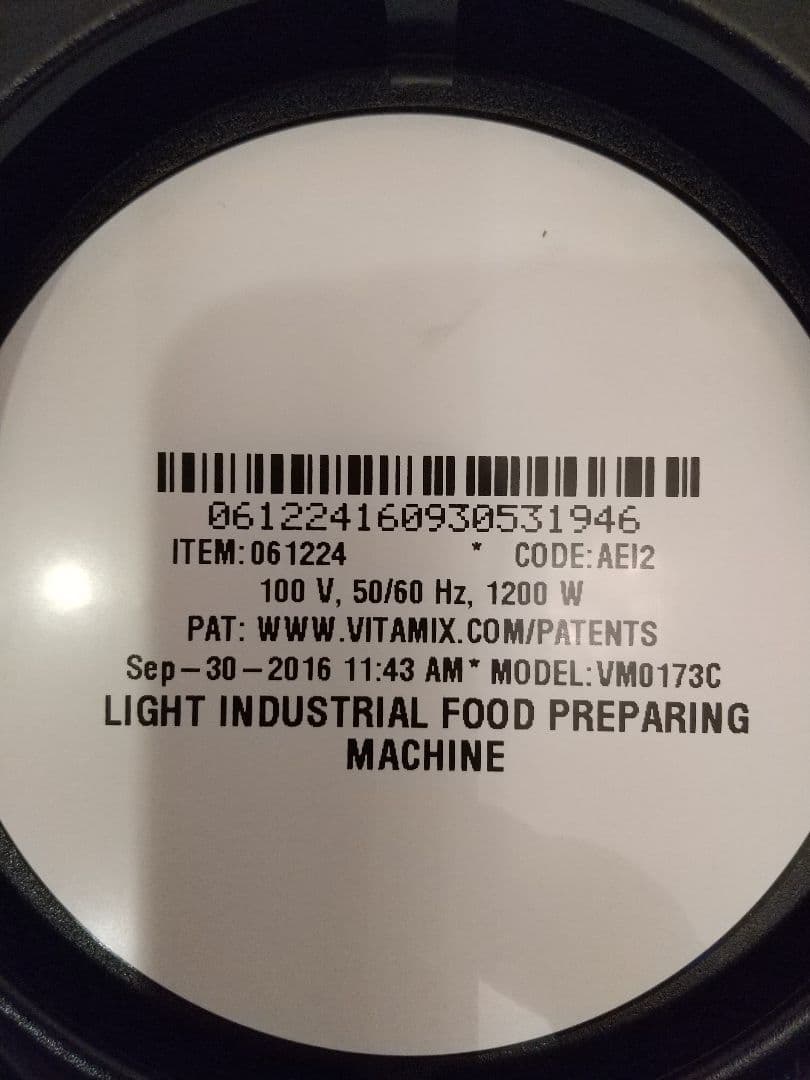 061224160930531946
ITEM:061224 * CODE:AEI2
100 V, 50/60 Hz, 1200 W
PAT: WWW.VITAMIX.COM/PATENTS
Sep-30-2016 11:43 AM* MODEL:VM0173C
LIGHT INDUSTRIAL FOOD PREPARING
MACHINE